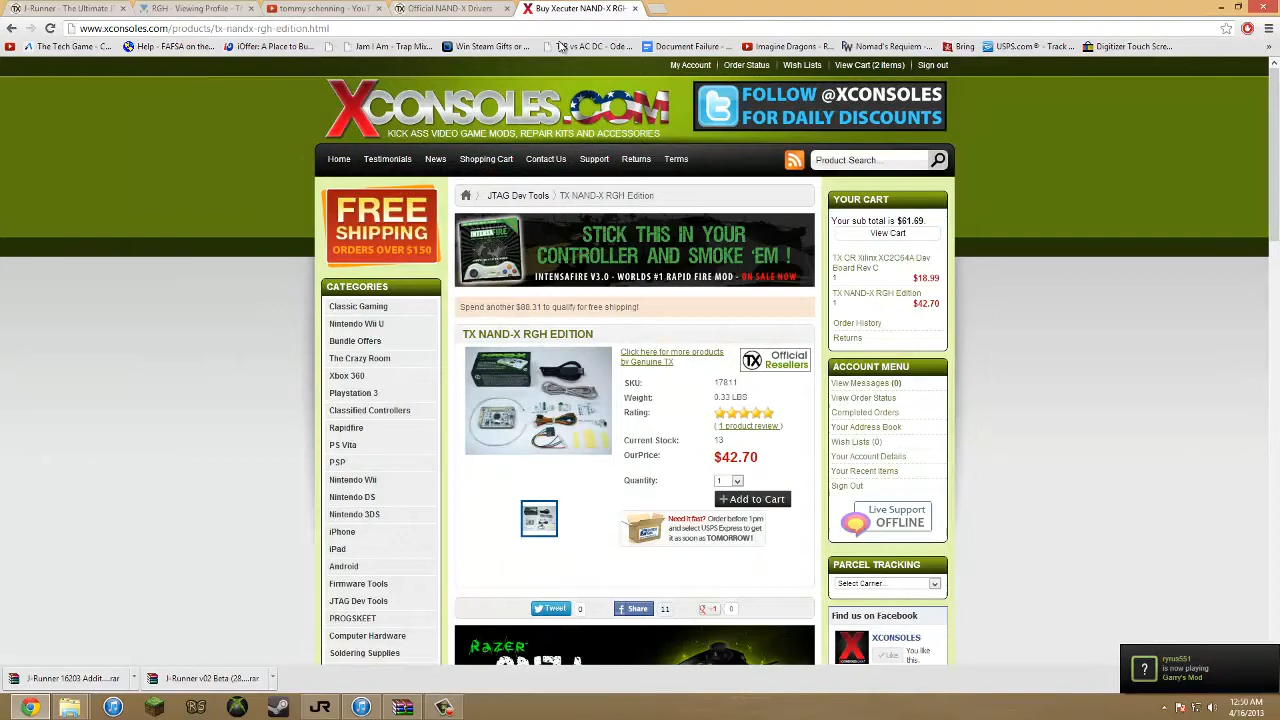 J-Runner - The Ultimate
RGH - Viewing Profile - T
tommy schenning - YouT
Official NAND-X Drivers
Buy Xecuter NAND-X RGH
www.xconsoles.com/products/tx-nandx-rgh-edition.html
The Tech Game - C...
Help - FAFSA on the...
iOffer: A Place to Bu...
Jam I Am - Trap Mix...
Win Steam Gifts or ...
vs AC DC - Ode...
Document Failure - ...
Imagine Dragons - R...
Nomad's Requiem - ...
Bring
USPS.com® - Track...
Digitizer Touch Scre...
My Account
Order Status
Wish Lists
View Cart (2 items)
Sign out
XCONSOLES.COM
KICK ASS VIDEO GAME MODS, REPAIR KITS AND ACCESSORIES
FOLLOW @XCONSOLES
FOR DAILY DISCOUNTS
Home
Testimonials
News
Shopping Cart
Contact Us
Support
Returns
Terms
Product Search...
FREE
SHIPPING
ORDERS OVER $150
CATEGORIES
Classic Gaming
Nintendo Wii U
Bundle Offers
The Crazy Room
Xbox 360
Playstation 3
Classified Controllers
Rapidfire
PS Vita
PSP
Nintendo Wii
Nintendo DS
Nintendo 3DS
iPhone
iPad
Android
Firmware Tools
JTAG Dev Tools
PROGSKEET
Computer Hardware
Soldering Supplies
JTAG Dev Tools
TX NAND-X RGH Edition
STICK THIS IN YOUR
CONTROLLER AND SMOKE 'EM !
INTENSAFIRE V3.0 - WORLDS #1 RAPID FIRE MOD - ON SALE NOW
Spend another $88.31 to qualify for free shipping!
TX NAND-X RGH EDITION
Click here for more products
by Genuine TX
TX Official
Resellers
SKU: 17811
Weight: 0.33 LBS
Rating:
( 1 product review )
Current Stock: 13
OurPrice: $42.70
Quantity: 1
+ Add to Cart
Need it fast? Order before 1pm
and select USPS Express to get
it as soon as TOMORROW!
Tweet 0
Share 11
+1 0
RAZER
YOUR CART
Your sub total is $61.69.
View Cart
TX CR Xilinx XC2C64A Dev
Board Rev C
1 $18.99
TX NAND-X RGH Edition
1 $42.70
Order History
Returns
ACCOUNT MENU
View Messages (0)
View Order Status
Completed Orders
Your Address Book
Wish Lists (0)
Your Account Details
Your Recent Items
Sign Out
Live Support
OFFLINE
PARCEL TRACKING
Select Carrier...
Find us on Facebook
XCONSOLES
Like
You like
this.
ryrus551
is now playing
Garry's Mod
J-Runner 16203 Addit....rar
J-Runner v02 Beta (28....rar
12:50 AM
4/16/2013